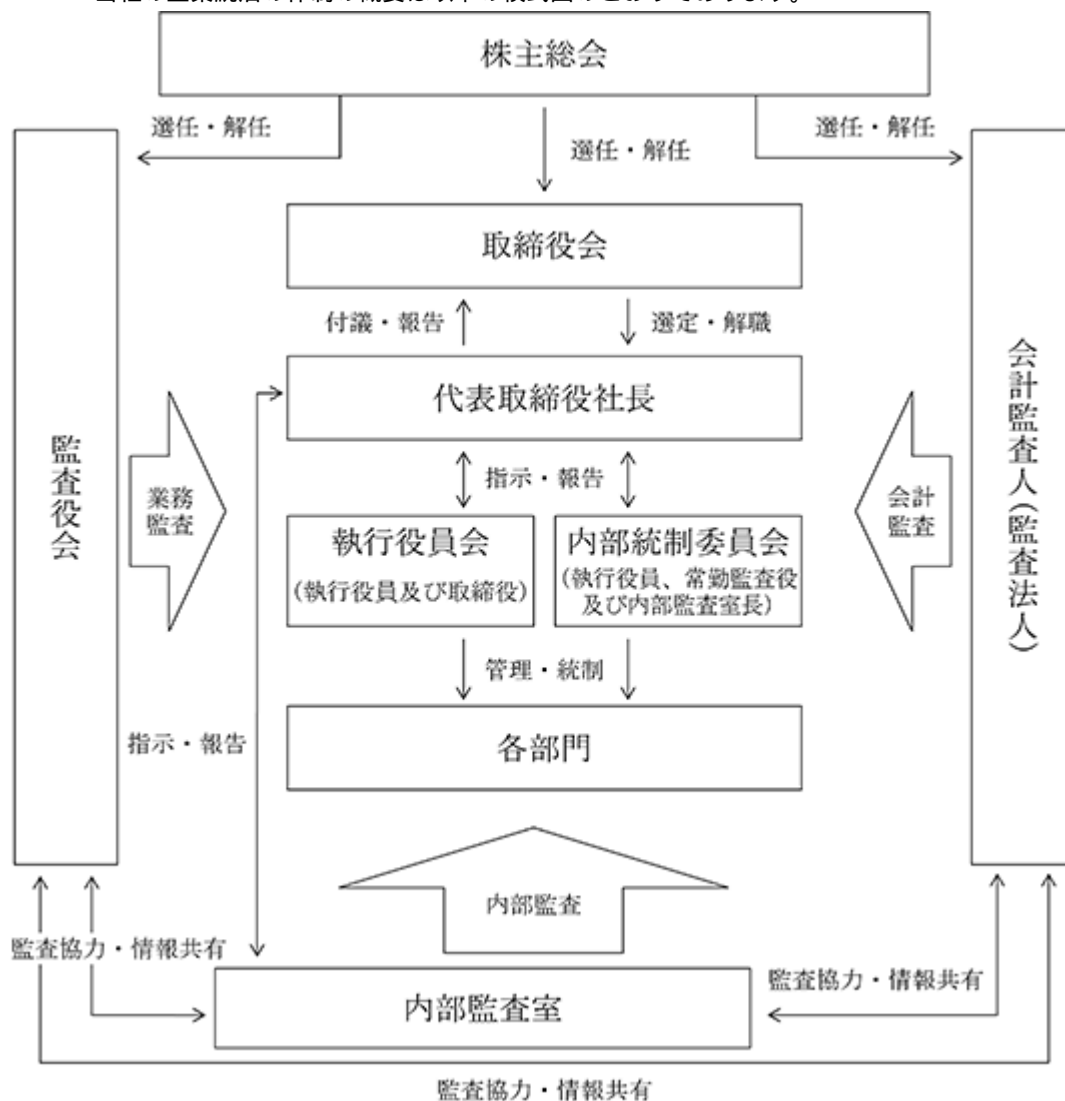 株主総会
選任・解任
選任・解任
選任・解任
取締役会
付議・報告
選定・解職
代表取締役社長
指示・報告
監査役会
業務
監査
執行役員会
(執行役員及び取締役)
内部統制委員会
(執行役員、常勤監査役
及び内部監査室長)
会計
監査
会計監査人(監査法人)
管理・統制
指示・報告
各部門
内部監査
監査協力・情報共有
内部監査室
監査協力・情報共有
監査協力・情報共有